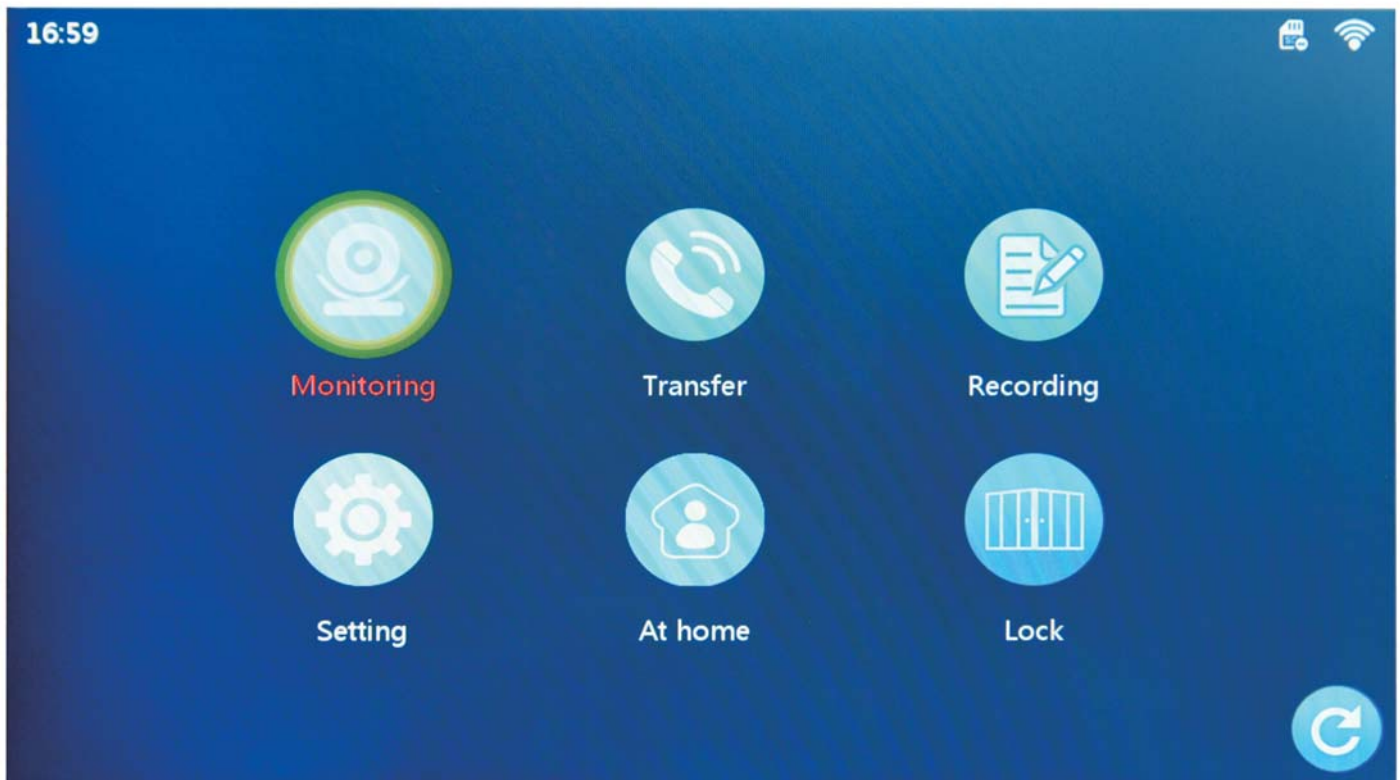 16:59
Monitoring
Transfer
Recording
Setting
At home
Lock